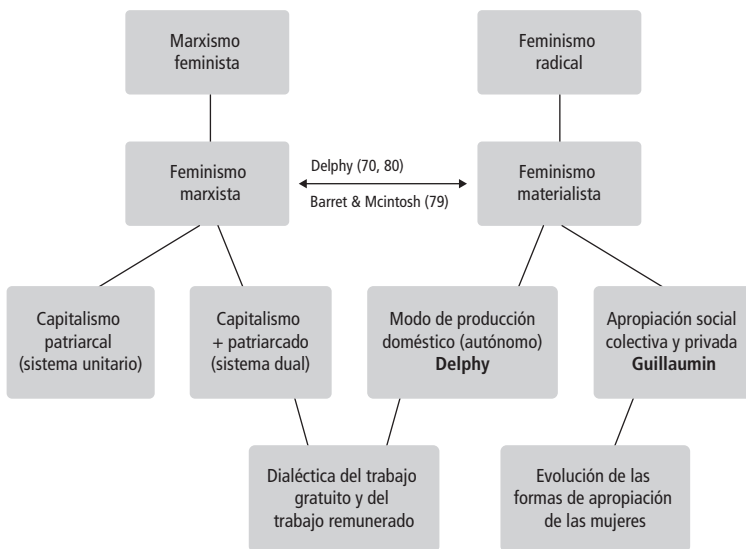 Marxismo
feminista
Feminismo
radical
Feminismo
marxista
Delphy (70, 80)
Barret & Mcintosh (79)
Feminismo
materialista
Capitalismo
patriarcal
(sistema unitario)
Capitalismo
+ patriarcado
(sistema dual)
Modo de producción
doméstico (autónomo)
Delphy
Apropiación social
colectiva y privada
Guillaumin
Dialéctica del trabajo
gratuito y del
trabajo remunerado
Evolución de las
formas de apropiación
de las mujeres